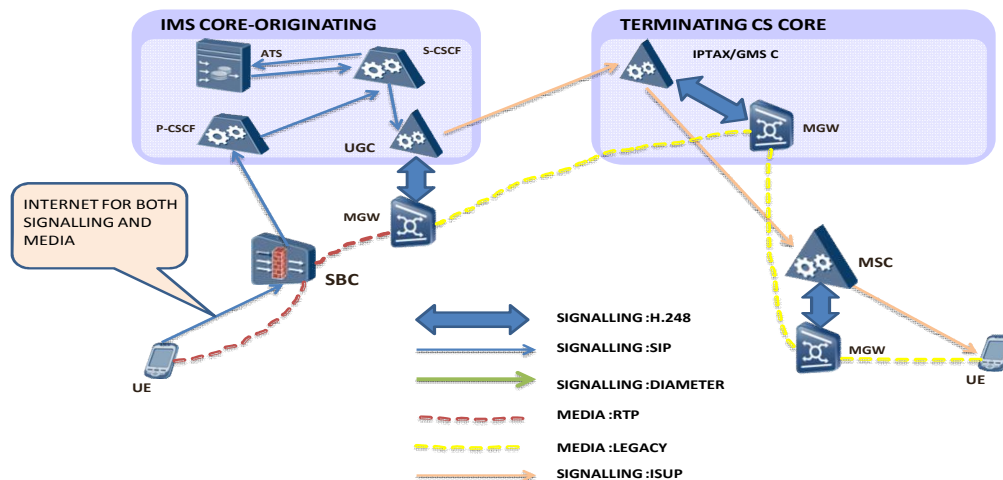 IMS CORE-ORIGINATING
TERMINATING CS CORE
ATS
S-CSCF
IPTAX/GMS C
P-CSCF
UGC
MGW
INTERNET FOR BOTH
SIGNALLING AND
MEDIA
MGW
SBC
MSC
UE
MGW
UE
SIGNALLING :H.248
SIGNALLING :SIP
SIGNALLING :DIAMETER
MEDIA :RTP
MEDIA :LEGACY
SIGNALLING :ISUP